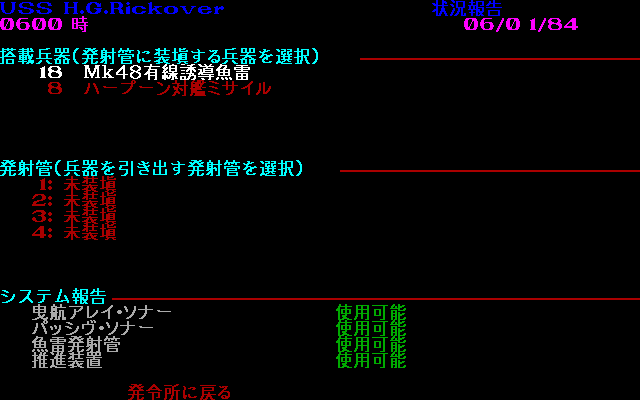 USS H.G.Rickover 状況報告
0600 時 06/0 1/84
搭載兵器(発射管に装填する兵器を選択)
18 Mk48有線誘導魚雷
8 ハープーン対艦ミサイル
発射管(兵器を引き出す発射管を選択)
1: 未装填
2: 未装填
3: 未装填
4: 未装填
システム報告
曳航アレイ・ソナー 使用可能
パッシヴ・ソナー 使用可能
魚雷発射管 使用可能
推進装置 使用可能
発令所に戻る